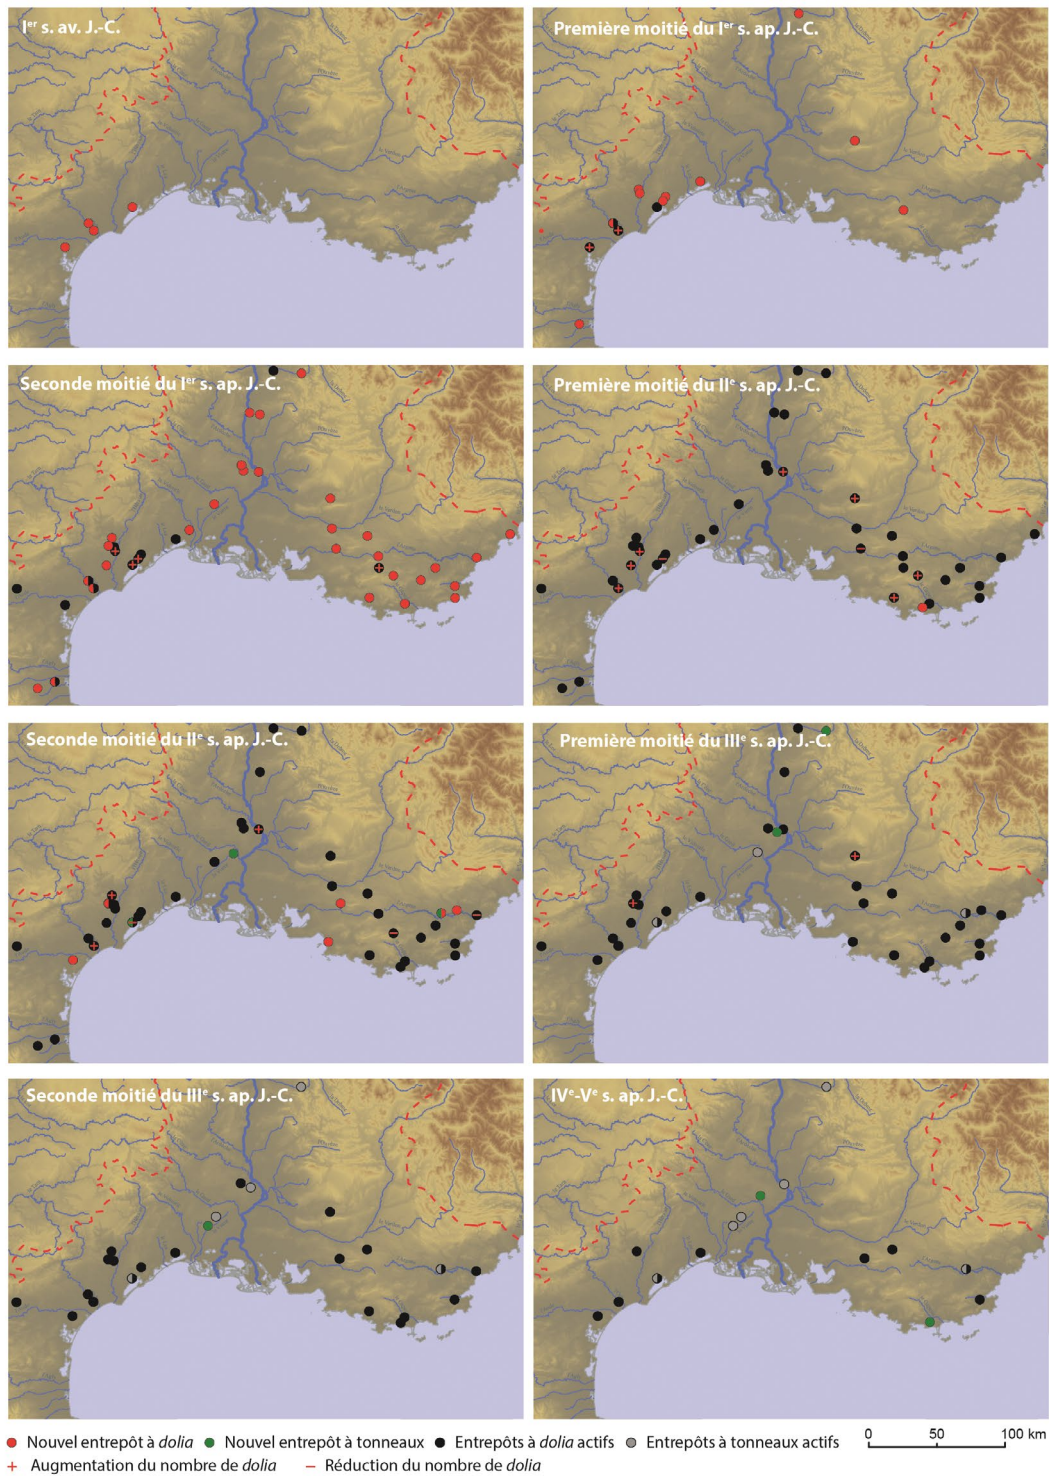 Iᵉʳ s. av. J.-C.
Première moitié du Iᵉʳ s. ap. J.-C.
Seconde moitié du Iᵉʳ s. ap. J.-C.
Première moitié du IIᵉ s. ap. J.-C.
Seconde moitié du IIᵉ s. ap. J.-C.
Première moitié du IIIᵉ s. ap. J.-C.
Seconde moitié du IIIᵉ s. ap. J.-C.
IVᵉ-Vᵉ s. ap. J.-C.
Nouvel entrepôt à dolia Nouvel entrepôt à tonneaux Entrepôts à dolia actifs Entrepôts à tonneaux actifs
0 50 100 km
+ Augmentation du nombre de dolia – Réduction du nombre de dolia